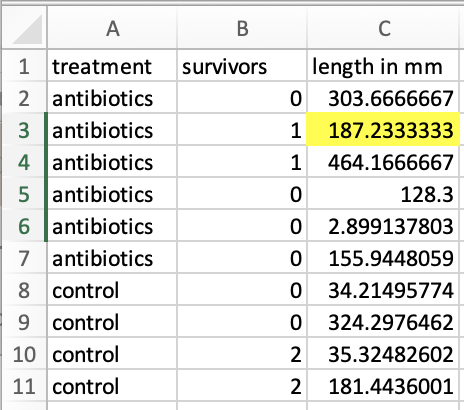 A B C
1 treatment survivors length in mm
2 antibiotics 0 303.6666667
3 antibiotics 1 187.2333333
4 antibiotics 1 464.1666667
5 antibiotics 0 128.3
6 antibiotics 0 2.899137803
7 antibiotics 0 155.9448059
8 control 0 34.21495774
9 control 0 324.2976462
10 control 2 35.32482602
11 control 2 181.4436001